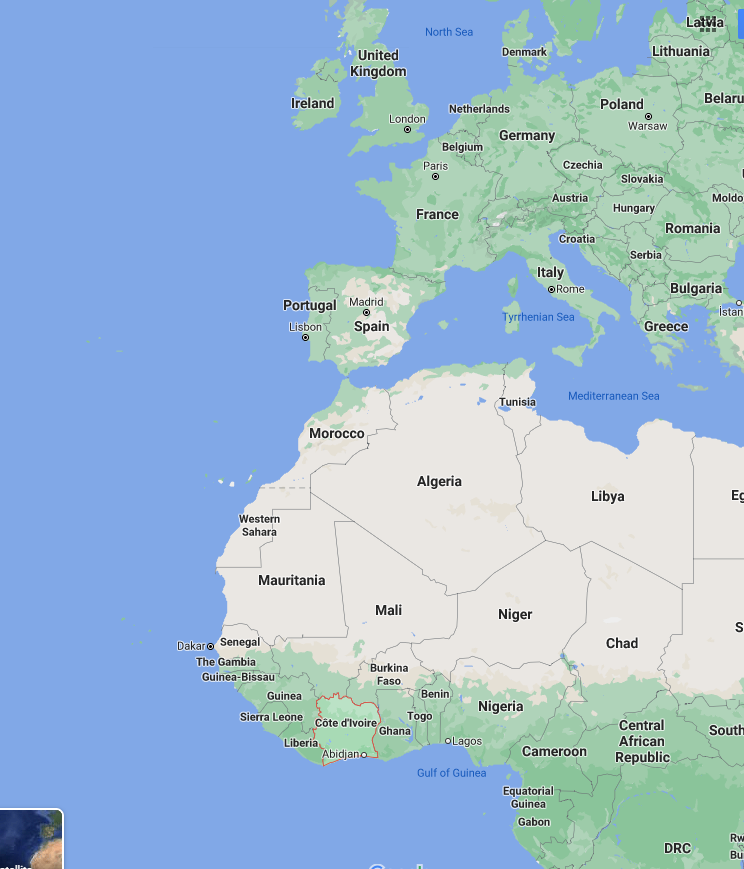 Latvia
North Sea
Denmark
Lithuania
United
Kingdom
Ireland
Netherlands
Poland
Belaru
London
Warsaw
Germany
Belgium
Paris
Czechia
Slovakia
Austria
Moldo
Hungary
France
Romania
Croatia
Serbia
Italy
Rome
Bulgaria
Portugal
Madrid
İstan
Tyrrhenian Sea
Lisbon
Spain
Greece
Mediterranean Sea
Tunisia
Morocco
Algeria
Libya
Eg
Western
Sahara
Mauritania
Mali
Niger
S
Dakar
Senegal
Chad
The Gambia
Guinea-Bissau
Burkina
Faso
Guinea
Benin
Nigeria
Sierra Leone
Côte d'Ivoire
Togo
Ghana
Central
African
Republic
South
Liberia
Abidjan
Lagos
Cameroon
Gulf of Guinea
Equatorial
Guinea
Gabon
Rw
DRC
Bu